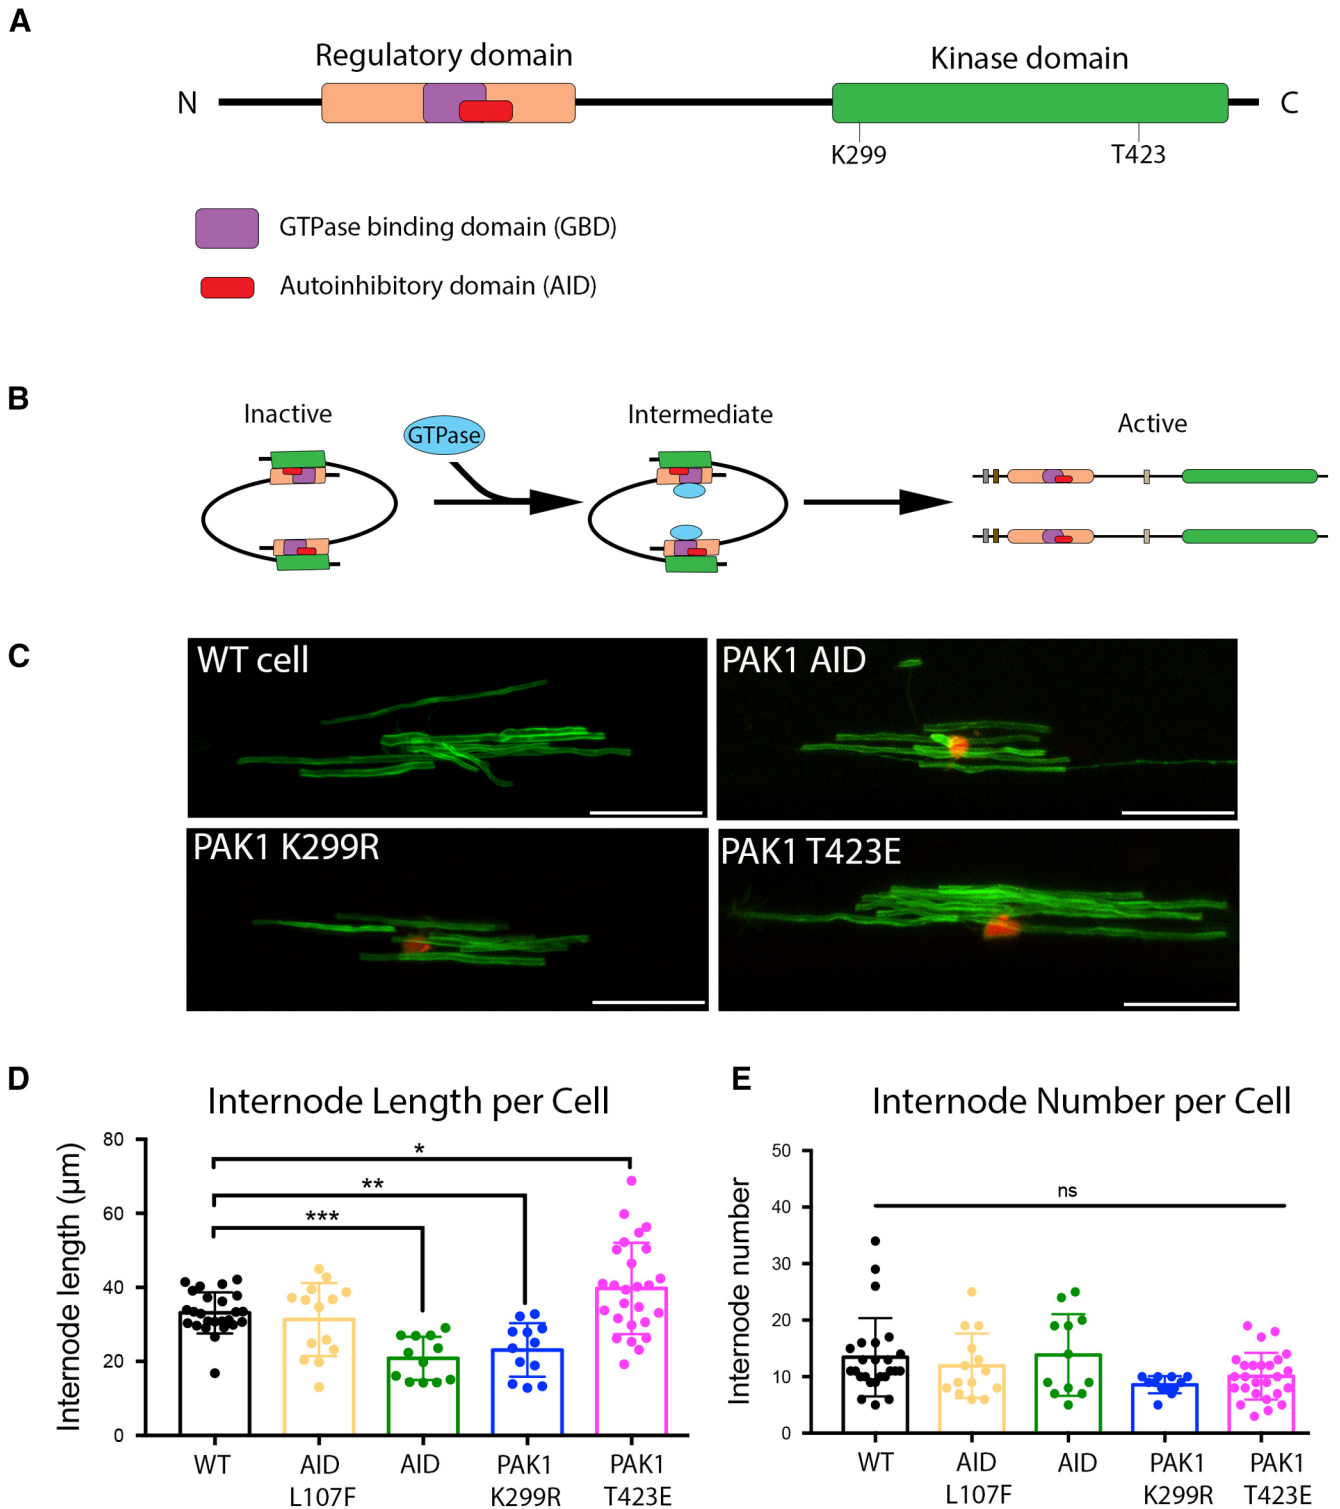 A
Regulatory domain
Kinase domain
N
C
K299
T423
GTPase binding domain (GBD)
Autoinhibitory domain (AID)
B
Inactive
GTPase
Intermediate
Active
C
WT cell
PAK1 AID
PAK1 K299R
PAK1 T423E
D
Internode Length per Cell
Internode length (µm)
80
60
40
20
0
*
**
***
WT
AID
L107F
AID
PAK1
K299R
PAK1
T423E
E
Internode Number per Cell
Internode number
50
40
30
20
10
0
ns
WT
AID
L107F
AID
PAK1
K299R
PAK1
T423E